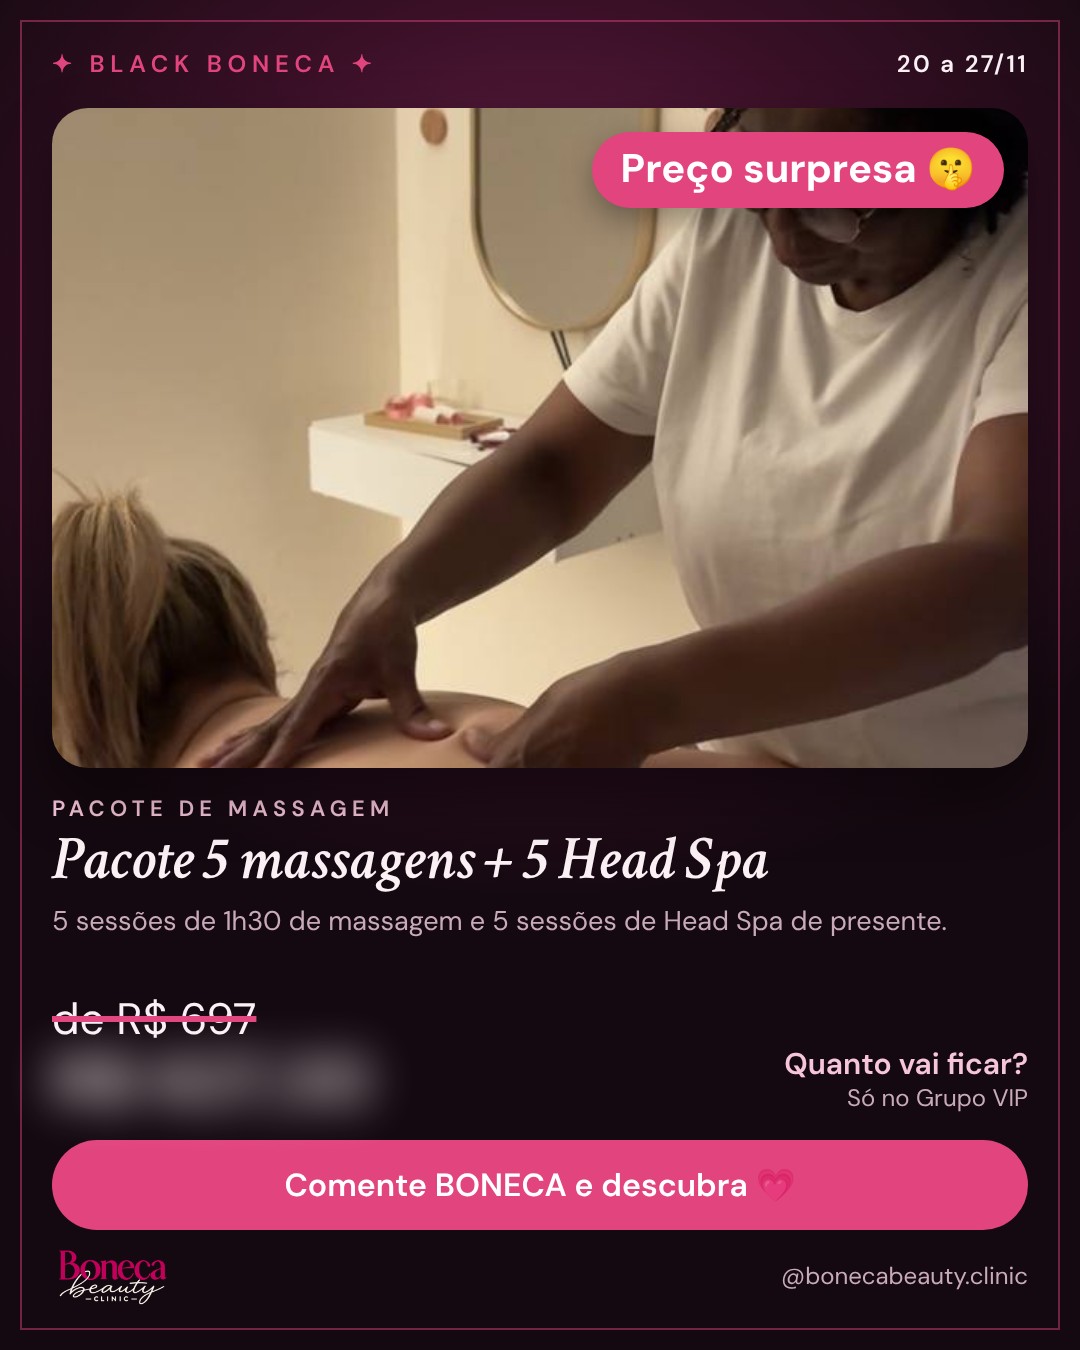 ✦ BLACK BONECA ✦
20 a 27/11
Preço surpresa 🤫
PACOTE DE MASSAGEM
Pacote 5 massagens + 5 Head Spa
5 sessões de 1h30 de massagem e 5 sessões de Head Spa de presente.
de R$ 697
Quanto vai ficar?
Só no Grupo VIP
Comente BONECA e descubra 💗
Boneca
beauty
CLINIC
@bonecabeauty.clinic